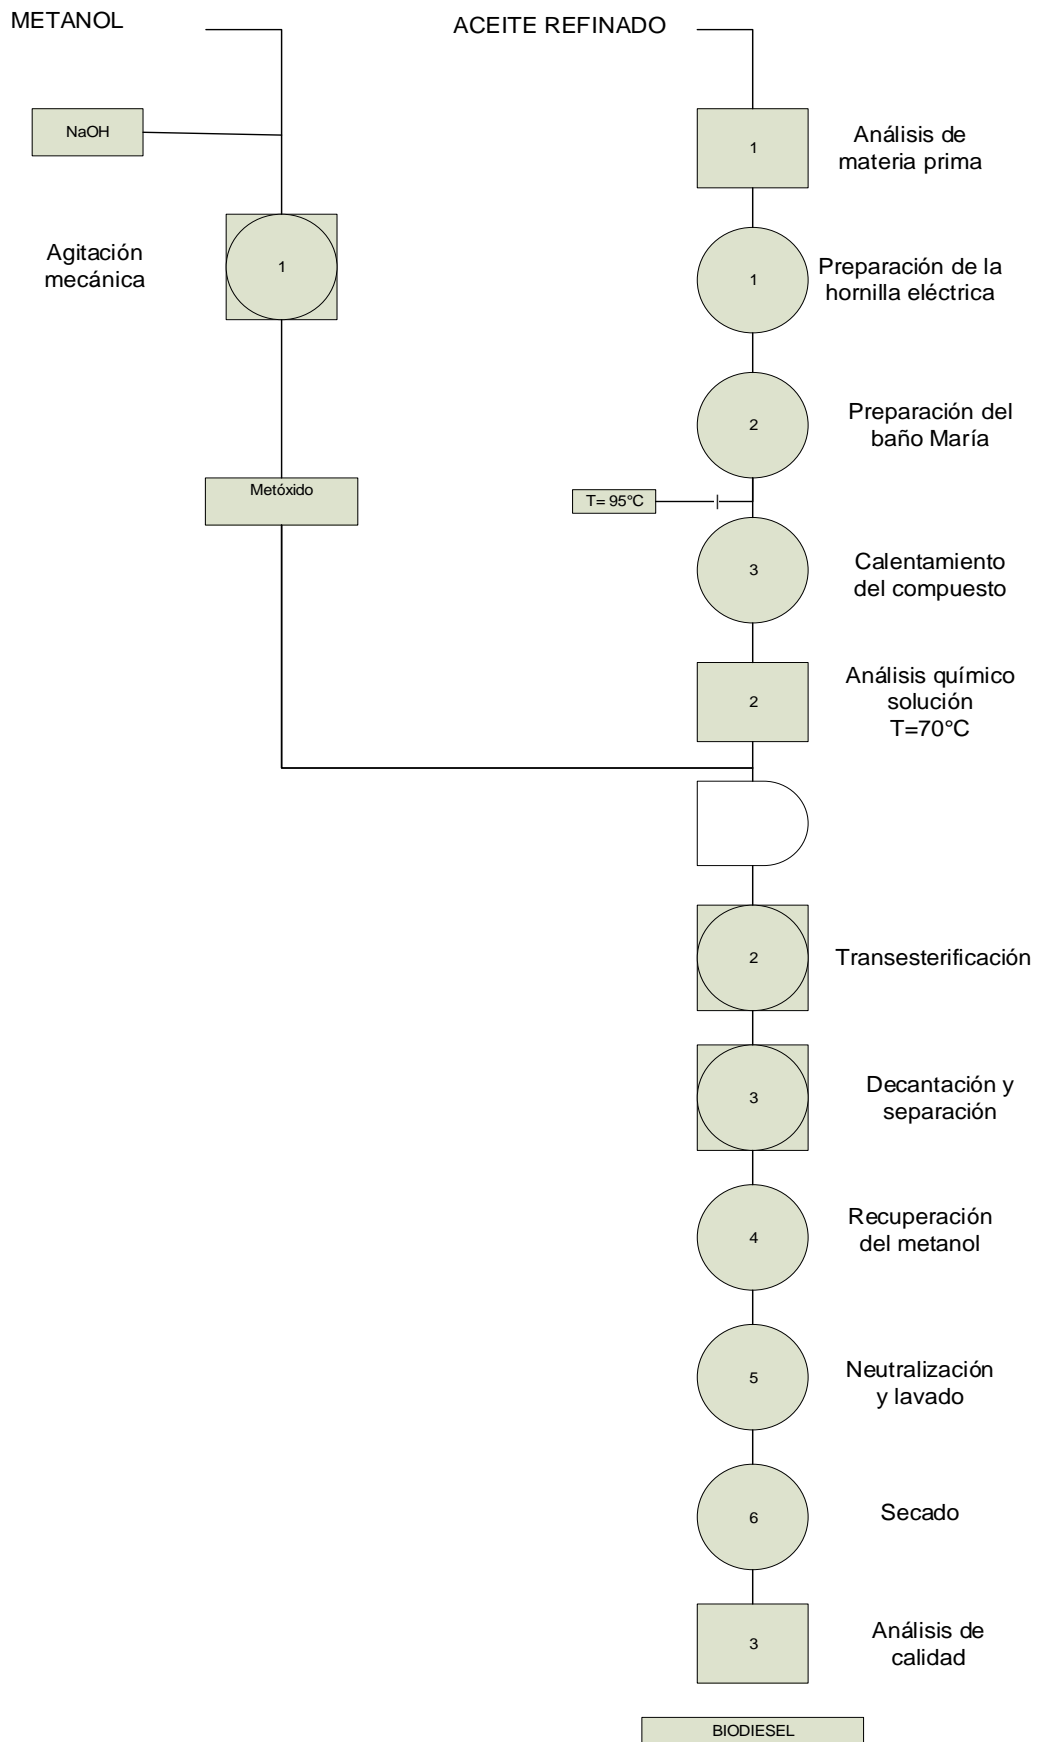 METANOL
ACEITE REFINADO
NaOH
1
Análisis de
materia prima
Agitación
mecánica
1
1
Preparación de la
hornilla eléctrica
2
Preparación del
baño María
Metóxido
T= 95°C
3
Calentamiento
del compuesto
2
Análisis químico
solución
T=70°C
2
Transesterificación
3
Decantación y
separación
4
Recuperación
del metanol
5
Neutralización
y lavado
6
Secado
3
Análisis de
calidad
BIODIESEL